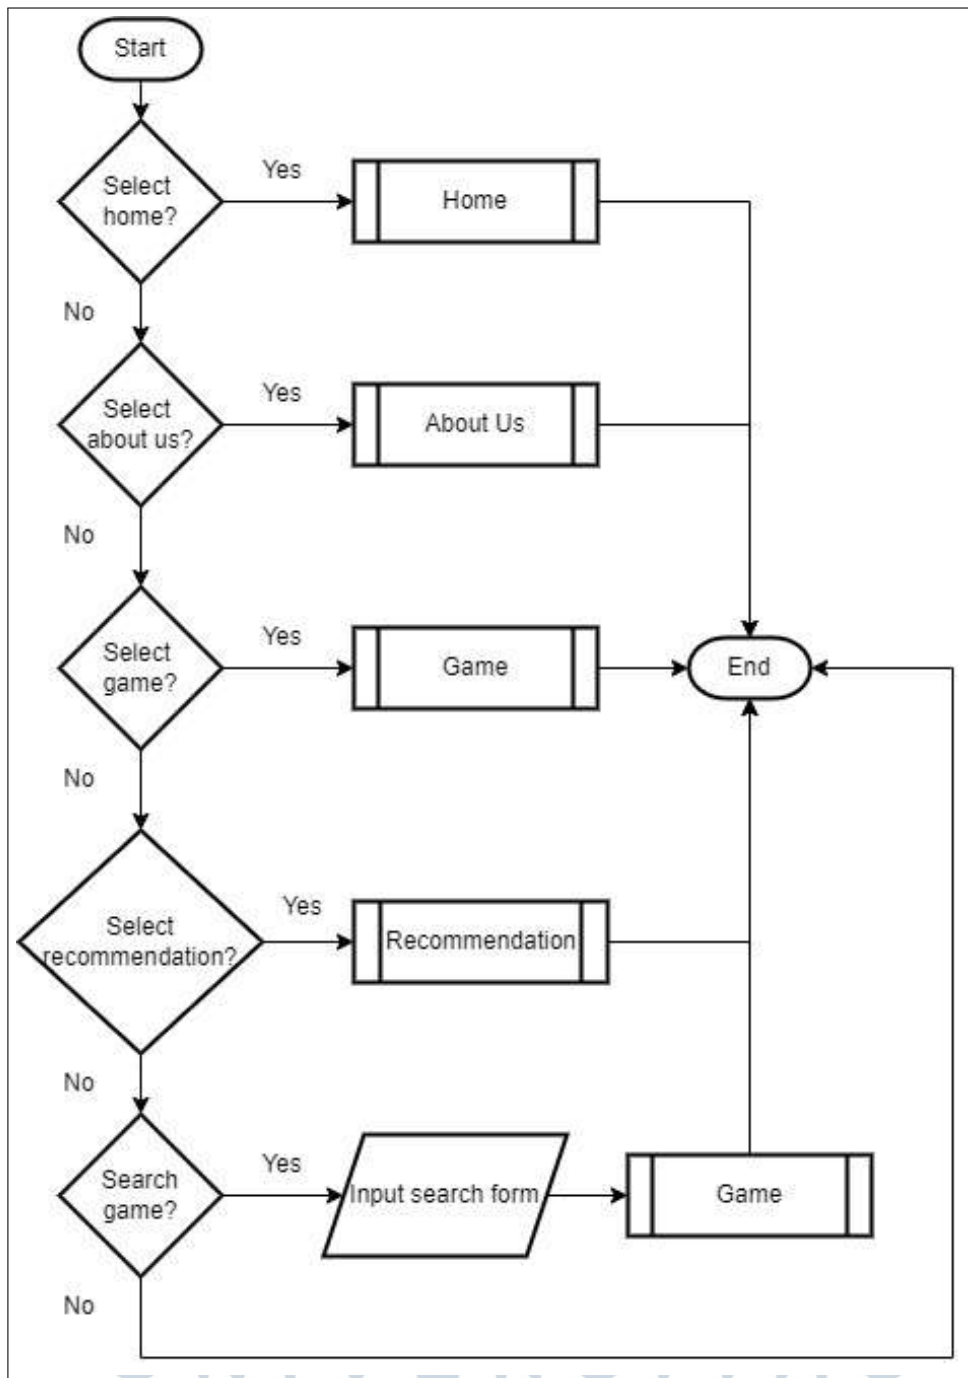 Start
Select
home?
Yes
Home
No
Select
about us?
Yes
About Us
No
Select
game?
Yes
Game
End
No
Select
recommendation?
Yes
Recommendation
No
Search
game?
Yes
Input search form
Game
No